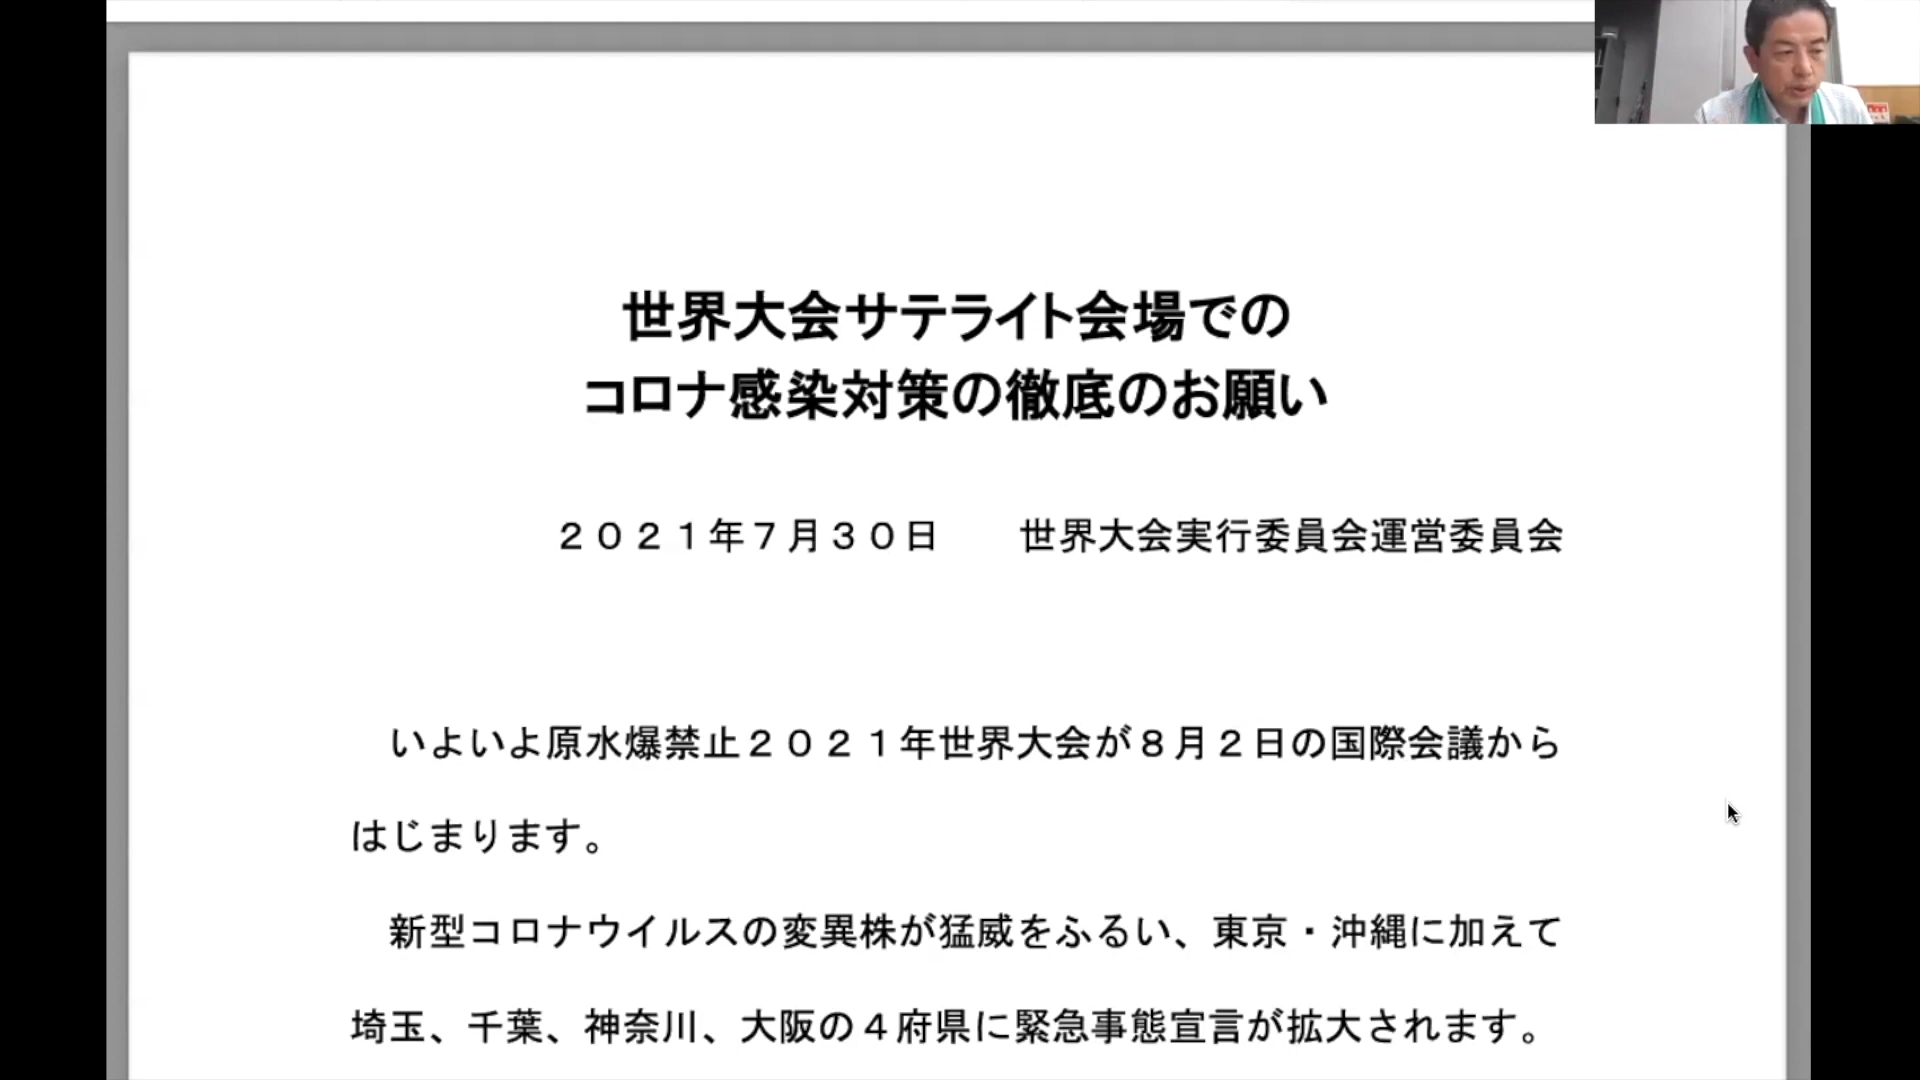 世界大会サテライト会場での
コロナ感染対策の徹底のお願い
２０２１年７月３０日　　世界大会実行委員会運営委員会
いよいよ原水爆禁止２０２１年世界大会が８月２日の国際会議から
はじまります。
新型コロナウイルスの変異株が猛威をふるい、東京・沖縄に加えて
埼玉、千葉、神奈川、大阪の４府県に緊急事態宣言が拡大されます。